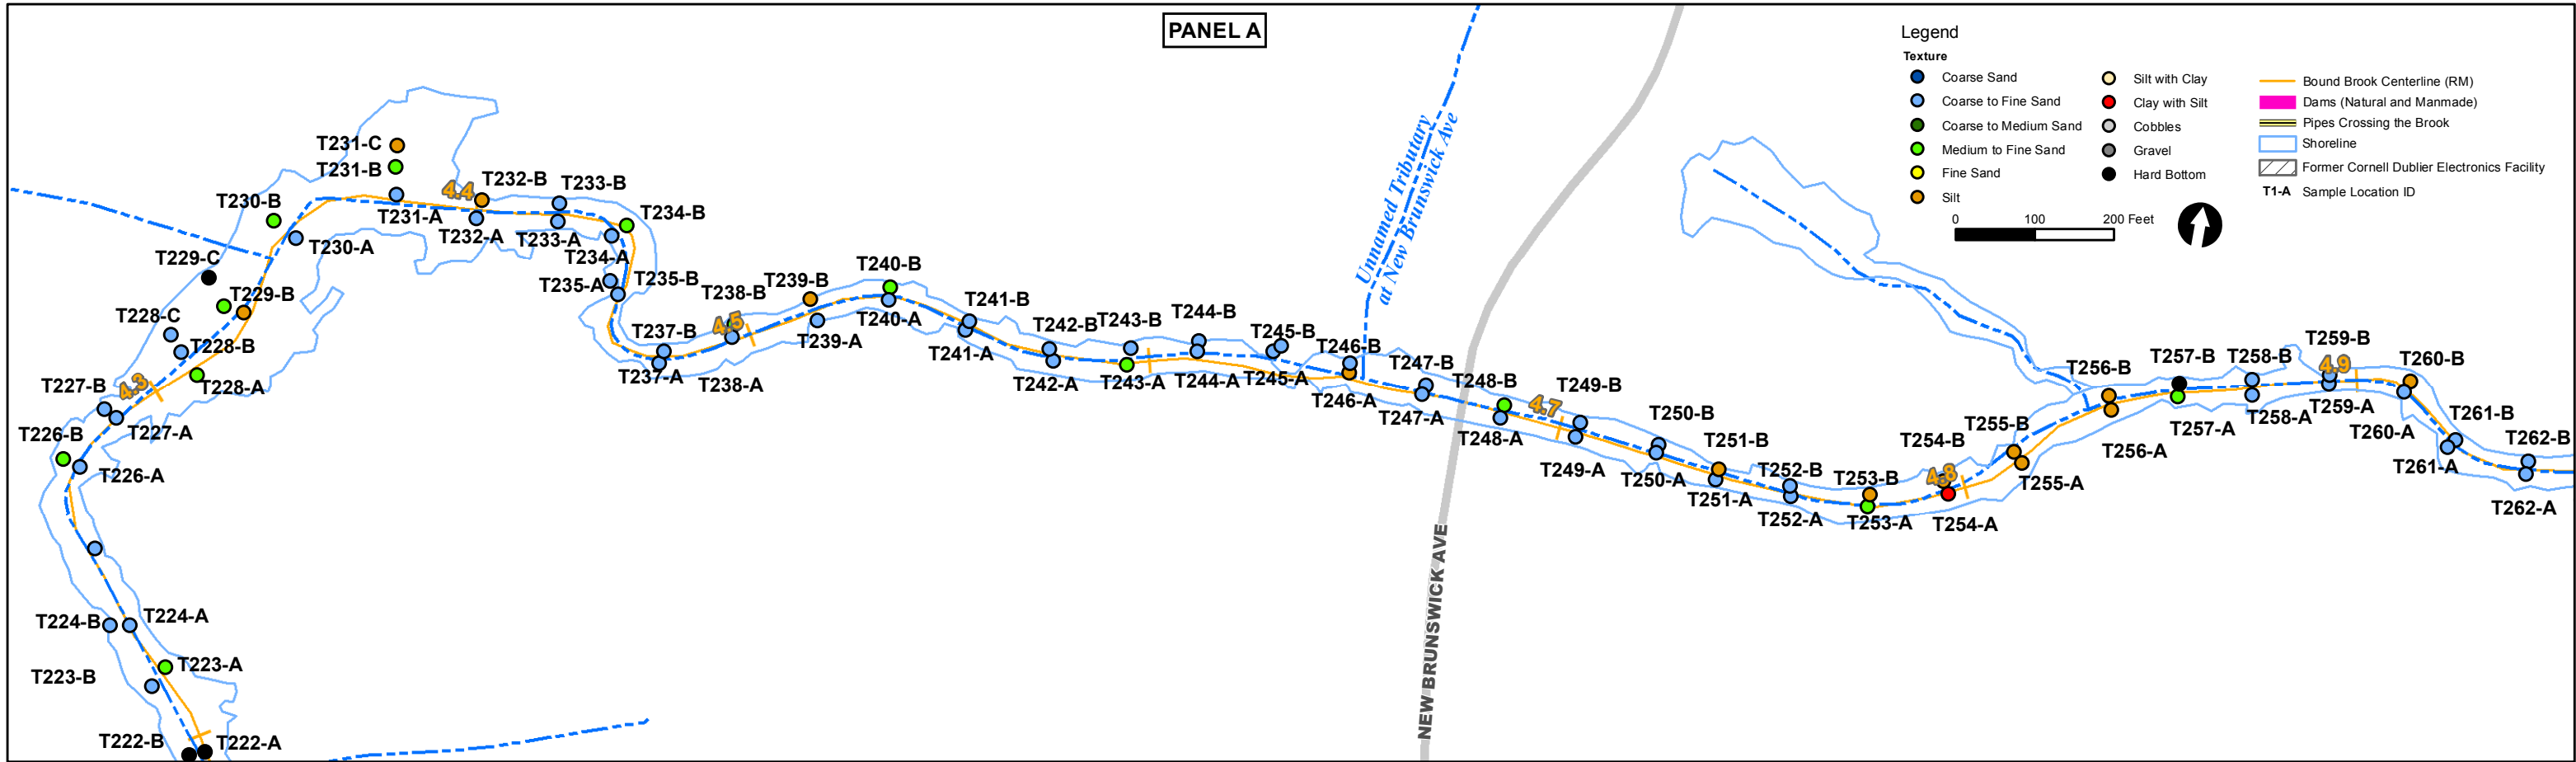 PANEL A
Legend
Texture
Coarse Sand
Coarse to Fine Sand
Coarse to Medium Sand
Medium to Fine Sand
Fine Sand
Silt
Silt with Clay
Clay with Silt
Cobbles
Gravel
Hard Bottom
Bound Brook Centerline (RM)
Dams (Natural and Manmade)
Pipes Crossing the Brook
Shoreline
Former Cornell Dublier Electronics Facility
T1-A Sample Location ID
0 100 200 Feet
Unnamed Tributary
at New Brunswick Ave
NEW BRUNSWICK AVE
T231-C
T231-B
T231-A
T230-B
T230-A
T229-C
T229-B
T228-C
T228-B
T228-A
4.3
T227-B
T227-A
T226-B
T226-A
T224-B
T224-A
T223-A
T223-B
T222-B
T222-A
4.4
T232-B
T232-A
T233-B
T233-A
T234-B
T234-A
T235-A
T235-B
T237-B
T237-A
T238-B
4.5
T238-A
T239-B
T239-A
T240-B
T240-A
T241-B
T241-A
T242-B
T242-A
T243-B
T243-A
T244-B
T244-A
T245-B
T245-A
T246-B
T246-A
T247-B
T247-A
T248-B
T248-A
4.7
T249-B
T249-A
T250-B
T250-A
T251-B
T251-A
T252-B
T252-A
T253-B
T253-A
T254-B
4.8
T254-A
T255-B
T255-A
T256-B
T256-A
T257-B
T257-A
T258-B
T258-A
T259-B
4.9
T259-A
T260-B
T260-A
T261-B
T261-A
T262-B
T262-A